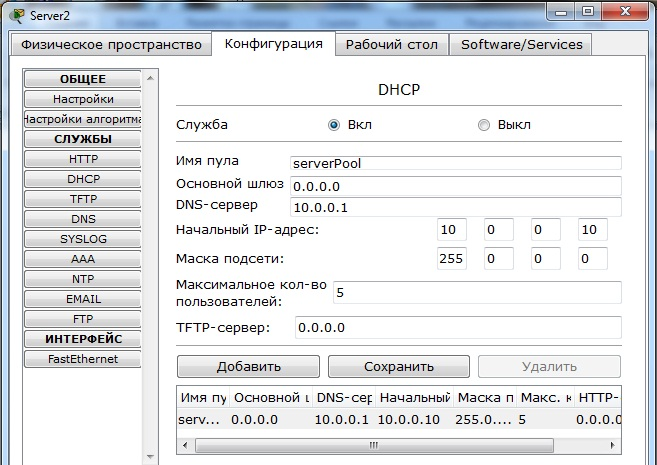 Server2
Физическое пространство Конфигурация Рабочий стол Software/Services
ОБЩЕЕ
Настройки
Настройки алгоритма
СЛУЖБЫ
HTTP
DHCP
TFTP
DNS
SYSLOG
AAA
NTP
EMAIL
FTP
ИНТЕРФЕЙС
FastEthernet
DHCP
Служба Вкл Выкл
Имя пула serverPool
Основной шлюз 0.0.0.0
DNS-сервер 10.0.0.1
Начальный IP-адрес: 10 0 0 10
Маска подсети: 255 0 0 0
Максимальное кол-во
пользователей: 5
TFTP-сервер: 0.0.0.0
Добавить Сохранить Удалить
Имя пу Основной ш DNS-сер Начальный Маска п Макс. к HTTP-
serv... 0.0.0.0 10.0.0.1 10.0.0.10 255.0.... 5 0.0.0.0